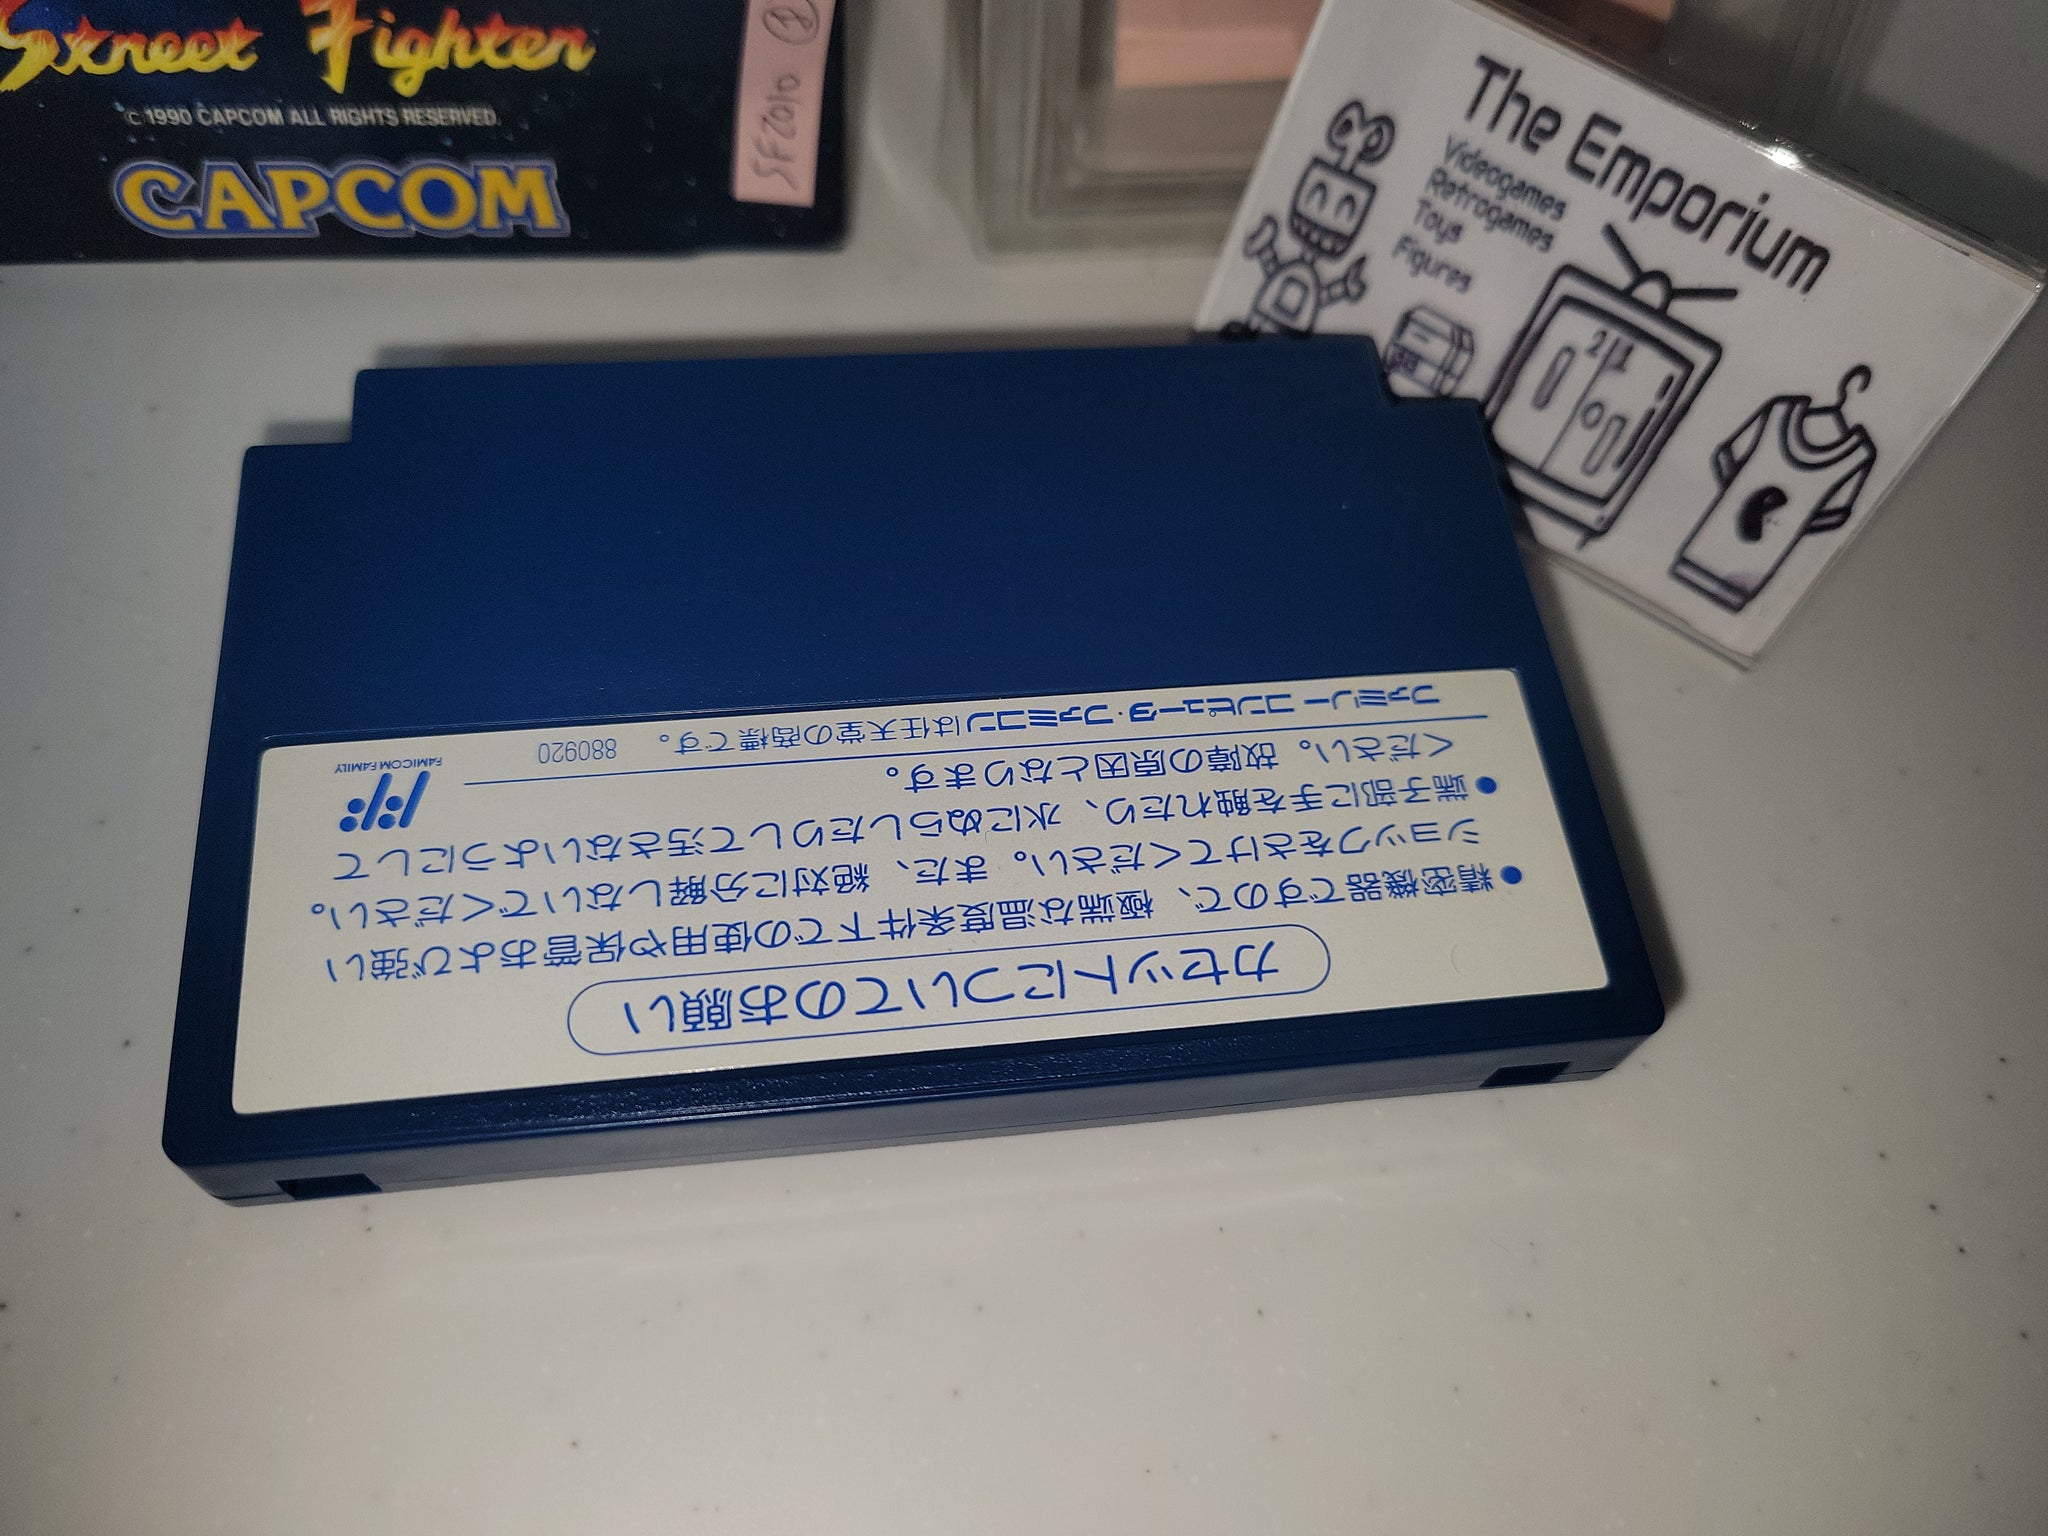 Street Fighter
© 1990 CAPCOM ALL RIGHTS RESERVED.
CAPCOM
SF2010 ①
The Emporium
Videogames
Retrogames
Toys
Figures
2 1
カセットについてのお願い
●精密機器ですので、極端な温度条件下での使用や保管および強い
ショックをさけてください。また、絶対に分解しないでください。
●端子部に手を触れたり、水にぬらしたりして汚さないようにして
ください。故障の原因となります。
ファミリーコンピュータ・ファミコンは任天堂の商標です。 880920
FAMICOM FAMILY